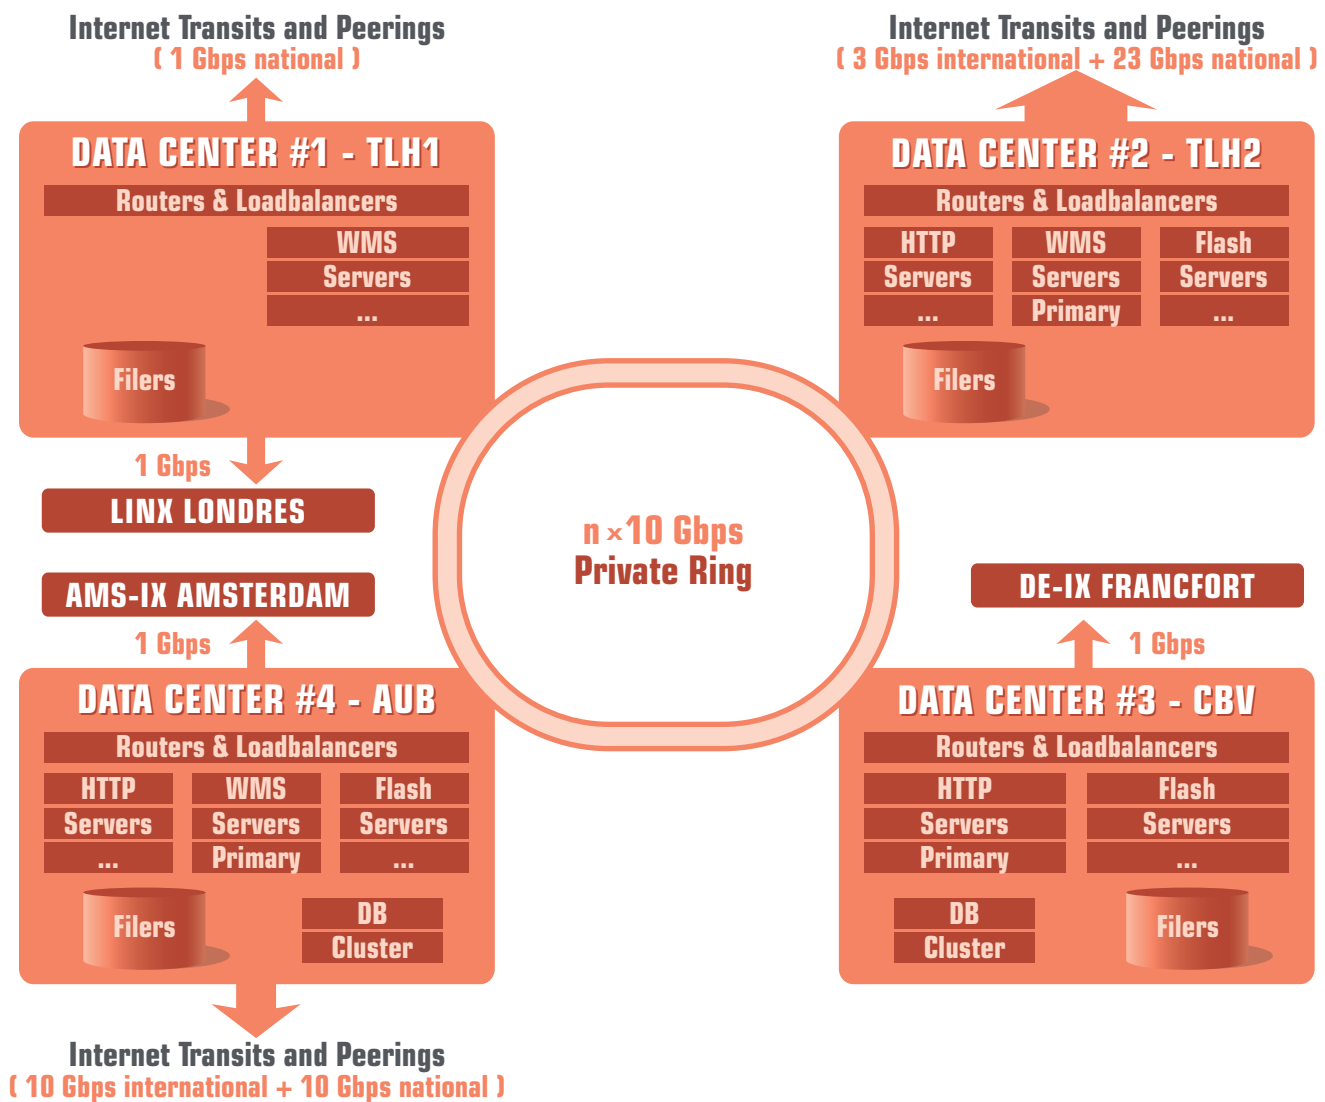 Internet Transits and Peerings
( 1 Gbps national )
DATA CENTER #1 - TLH1
Routers & Loadbalancers
WMS
Servers
...
Filers
1 Gbps
LINX LONDRES
Internet Transits and Peerings
( 3 Gbps international + 23 Gbps national )
DATA CENTER #2 - TLH2
Routers & Loadbalancers
HTTP
Servers
...
WMS
Servers
Primary
Flash
Servers
...
Filers
n×10 Gbps
Private Ring
AMS-IX AMSTERDAM
1 Gbps
DATA CENTER #4 - AUB
Routers & Loadbalancers
HTTP
Servers
...
WMS
Servers
Primary
Flash
Servers
...
Filers
DB
Cluster
Internet Transits and Peerings
( 10 Gbps international + 10 Gbps national )
DE-IX FRANCFORT
1 Gbps
DATA CENTER #3 - CBV
Routers & Loadbalancers
HTTP
Servers
Primary
Flash
Servers
...
DB
Cluster
Filers